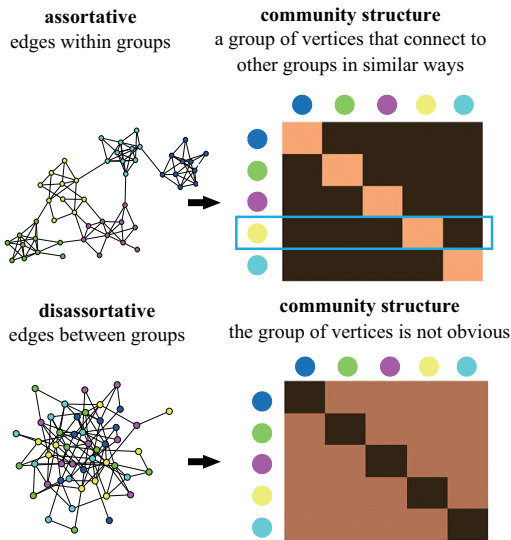 assortative
edges within groups
community structure
a group of vertices that connect to
other groups in similar ways
disassortative
edges between groups
community structure
the group of vertices is not obvious